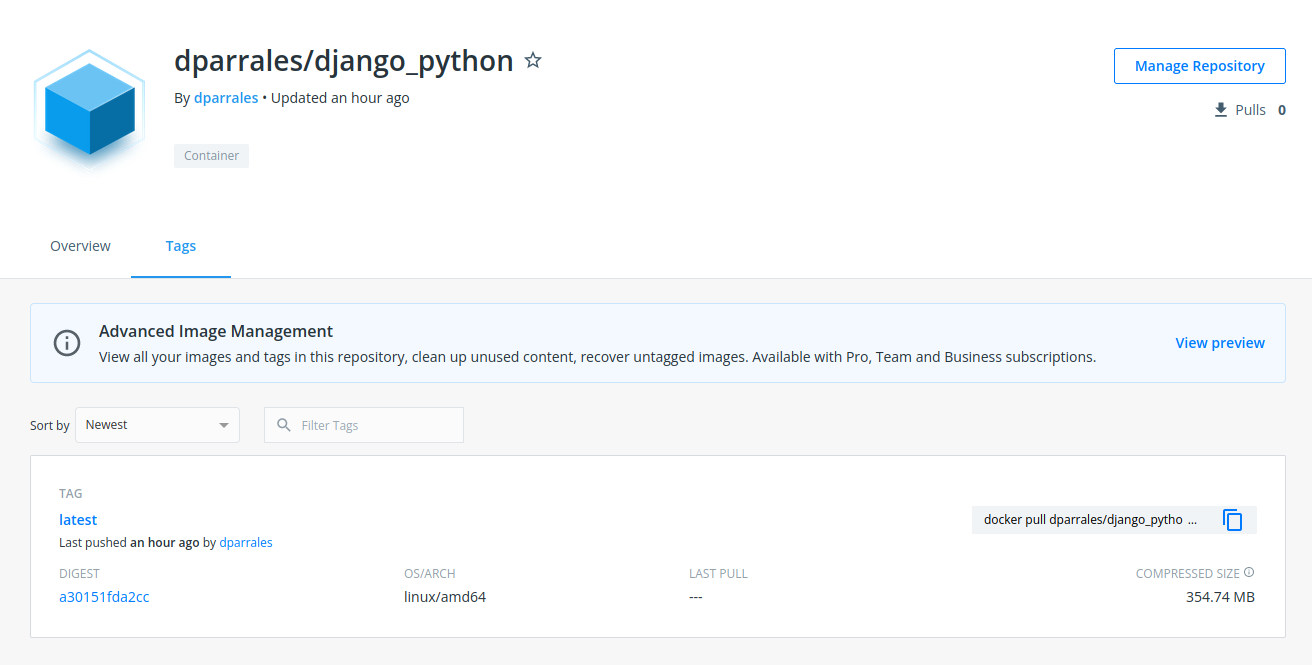 dparrales/django_python
By dparrales • Updated an hour ago
Manage Repository
Pulls 0
Container
Overview
Tags
Advanced Image Management
View all your images and tags in this repository, clean up unused content, recover untagged images. Available with Pro, Team and Business subscriptions.
View preview
Sort by
Newest
Filter Tags
TAG
latest
docker pull dparrales/django_pytho ...
Last pushed an hour ago by dparrales
DIGEST
OS/ARCH
LAST PULL
COMPRESSED SIZE
a30151fda2cc
linux/amd64
---
354.74 MB